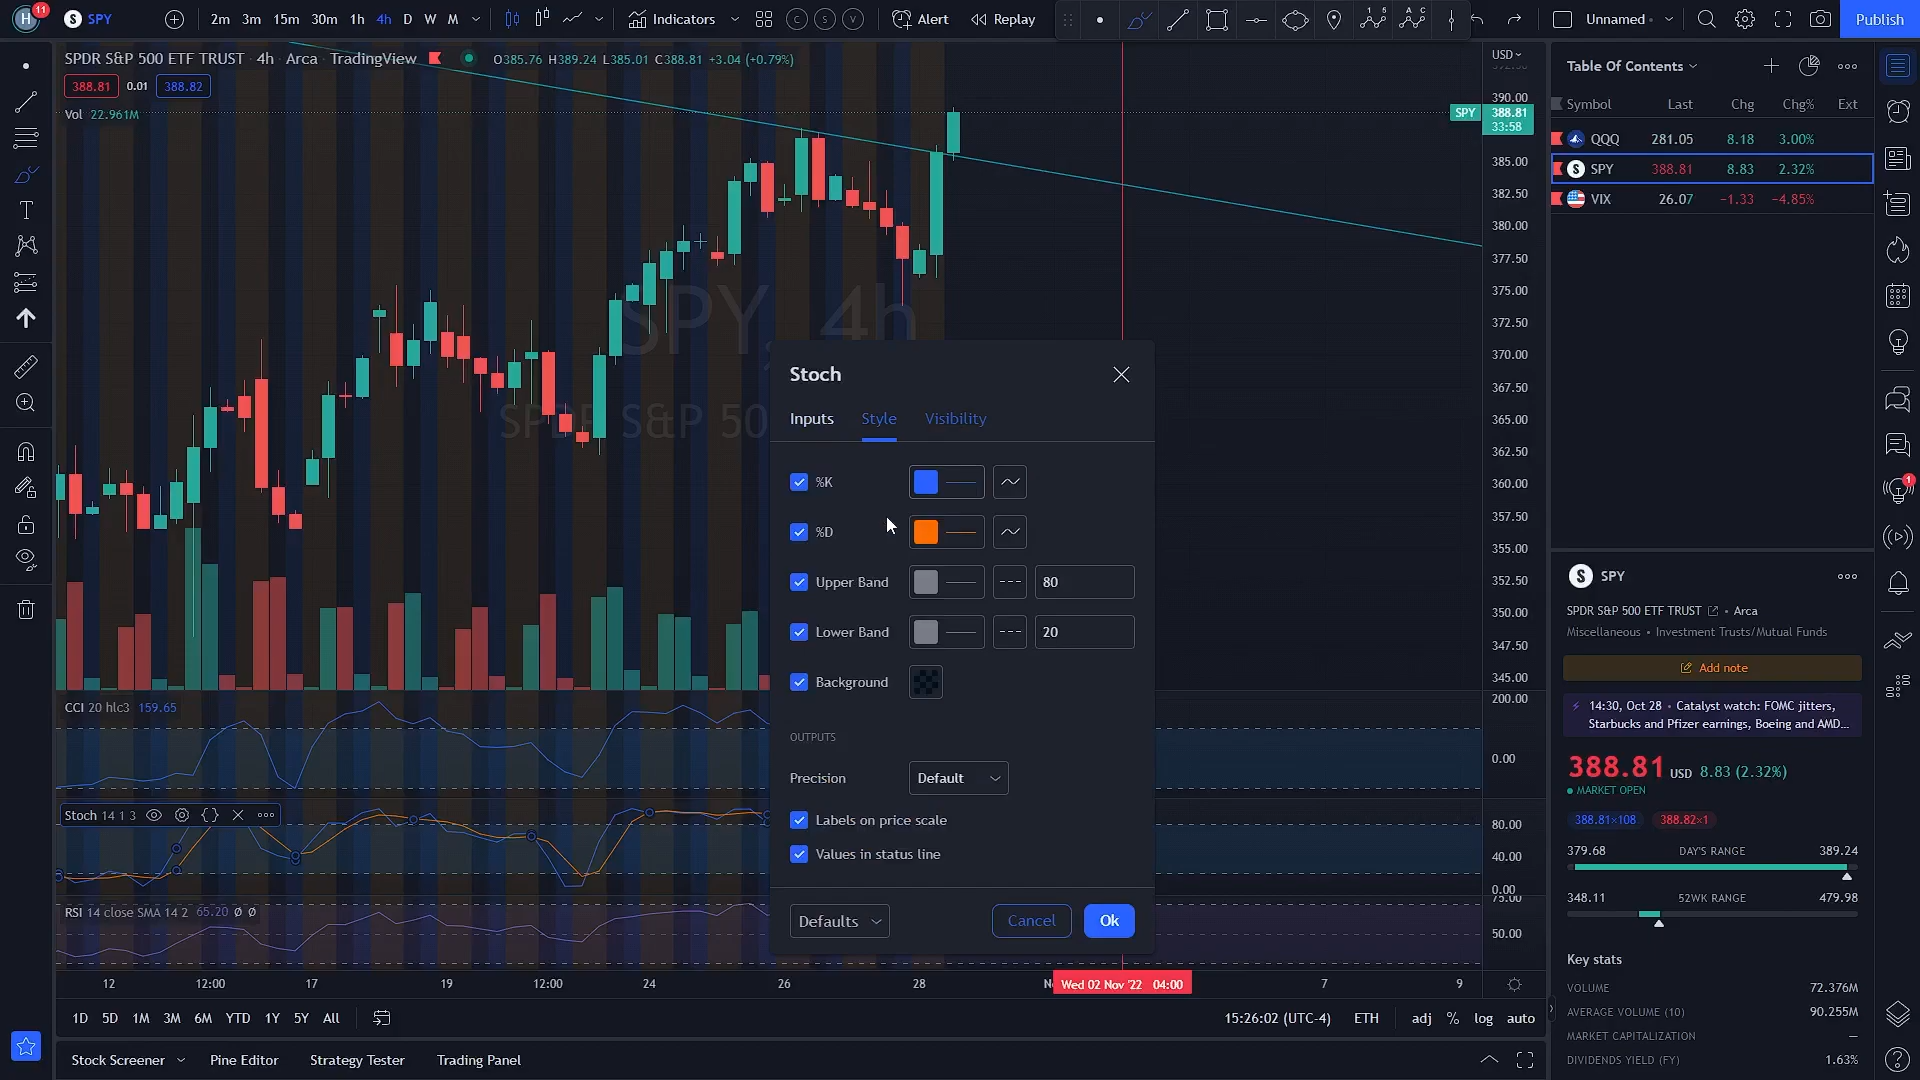 H 11 SPY 2m 3m 15m 30m 1h 4h D W M Indicators C S V Alert Replay Unnamed Publish
SPDR S&P 500 ETF TRUST · 4h · Arca · TradingView O385.76 H389.24 L385.01 C388.81 +3.04 (+0.79%)
388.81 0.01 388.82
Vol 22.961M
SPY, 4h
SPDR S&P 50
USD
390.00
SPY 388.81
33:58
385.00
382.50
380.00
377.50
375.00
372.50
370.00
367.50
365.00
362.50
360.00
357.50
355.00
352.50
350.00
347.50
345.00
200.00
0.00
80.00
40.00
0.00
75.00
50.00
CCI 20 hlc3 159.65
Stoch 14 1 3
RSI 14 close SMA 14 2 65.20 Ø Ø
Stoch
Inputs Style Visibility
%K
%D
Upper Band 80
Lower Band 20
Background
OUTPUTS
Precision Default
Labels on price scale
Values in status line
Defaults Cancel Ok
12 12:00 17 19 12:00 24 26 28 Wed 02 Nov '22 04:00 7 9
1D 5D 1M 3M 6M YTD 1Y 5Y All 15:26:02 (UTC-4) ETH adj % log auto
Stock Screener Pine Editor Strategy Tester Trading Panel
Table Of Contents
Symbol Last Chg Chg% Ext
QQQ 281.05 8.18 3.00%
SPY 388.81 8.83 2.32%
VIX 26.07 −1.33 −4.85%
S SPY
SPDR S&P 500 ETF TRUST • Arca
Miscellaneous • Investment Trusts/Mutual Funds
Add note
14:30, Oct 28 • Catalyst watch: FOMC jitters,
Starbucks and Pfizer earnings, Boeing and AMD...
388.81 USD 8.83 (2.32%)
MARKET OPEN
388.81×108 388.82×1
379.68 DAY'S RANGE 389.24
348.11 52WK RANGE 479.98
Key stats
VOLUME 72.376M
AVERAGE VOLUME (10) 90.255M
MARKET CAPITALIZATION —
DIVIDENDS YIELD (FY) 1.63%
1